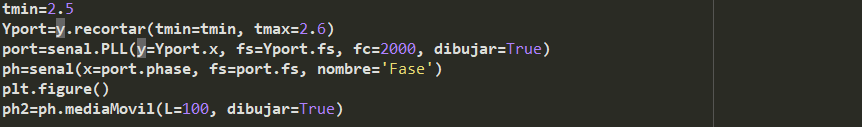 tmin=2.5
Yport=y.recortar(tmin=tmin, tmax=2.6)
port=senal.PLL(y=Yport.x, fs=Yport.fs, fc=2000, dibujar=True)
ph=senal(x=port.phase, fs=port.fs, nombre='Fase')
plt.figure()
ph2=ph.mediaMovil(L=100, dibujar=True)